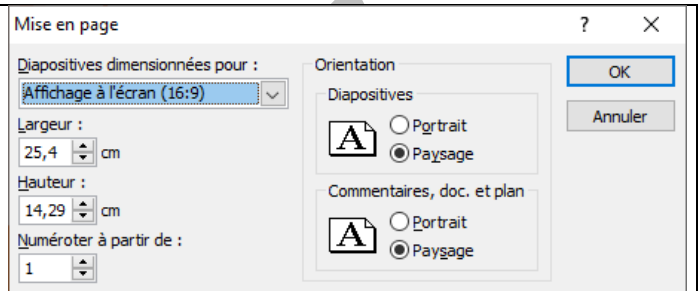 Mise en page ? ×
Diapositives dimensionnées pour :
Affichage à l'écran (16:9)
Largeur :
25,4 cm
Hauteur :
14,29 cm
Numéroter à partir de :
1
Orientation
Diapositives
A Portrait
Paysage
Commentaires, doc. et plan
A Portrait
Paysage
OK
Annuler